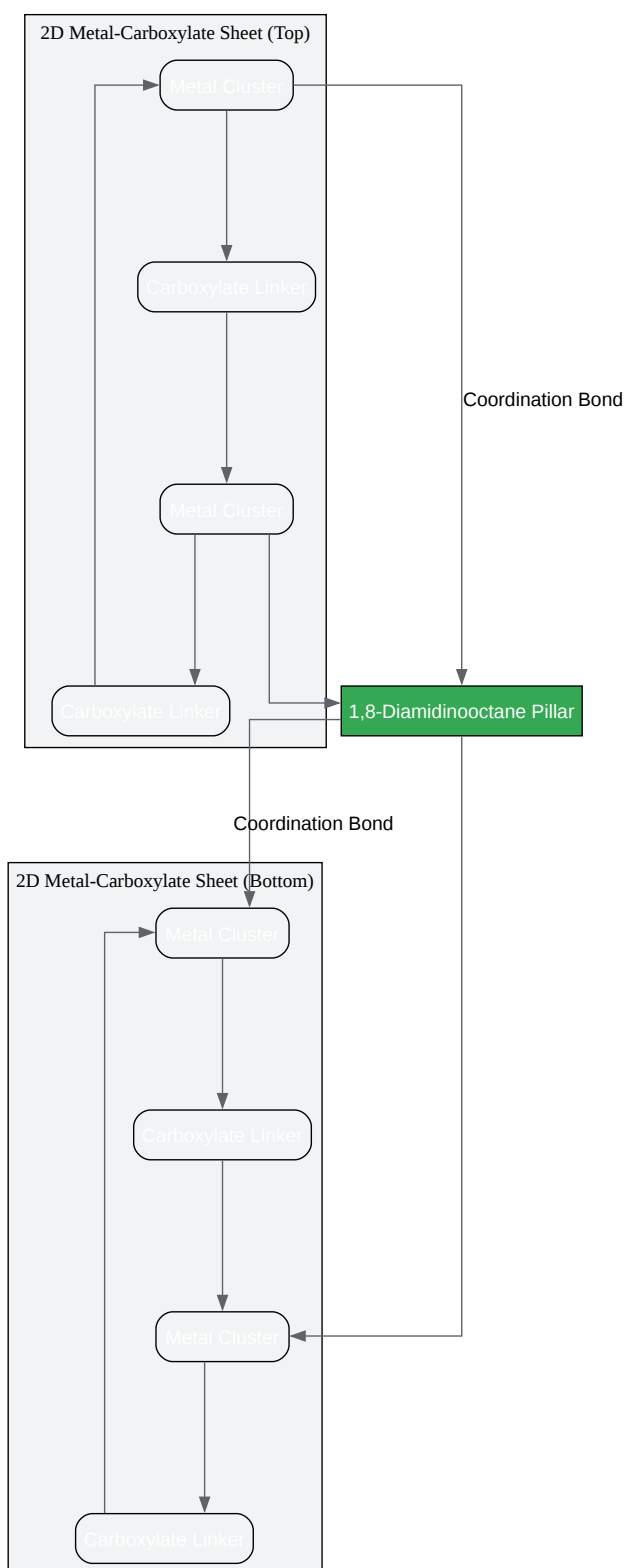 2D Metal-Carboxylate Sheet (Top)
Metal Cluster
Carboxylate Linker
Coordination Bond
Metal Cluster
Carboxylate Linker
1,8-Diamidinooctane Pillar
Coordination Bond
2D Metal-Carboxylate Sheet (Bottom)
Metal Cluster
Carboxylate Linker
Metal Cluster
Carboxylate Linker